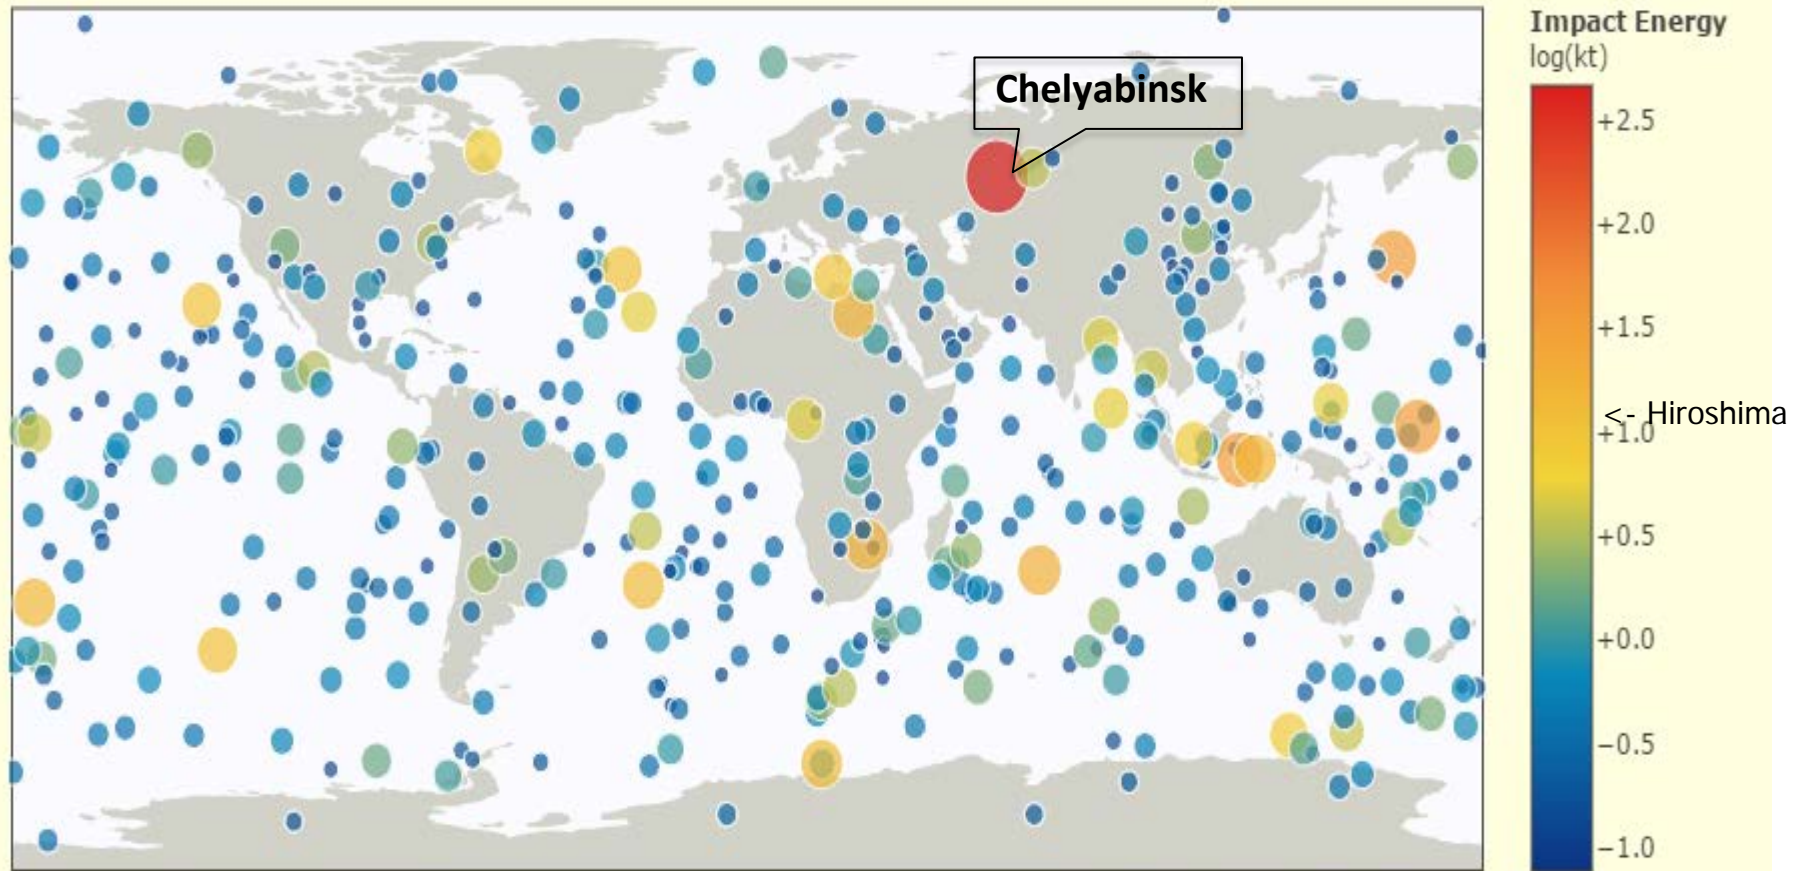 Impact Energy
log(kt)
Chelyabinsk
+2.5
+2.0
+1.5
<- Hiroshima
+1.0
+0.5
+0.0
−0.5
−1.0